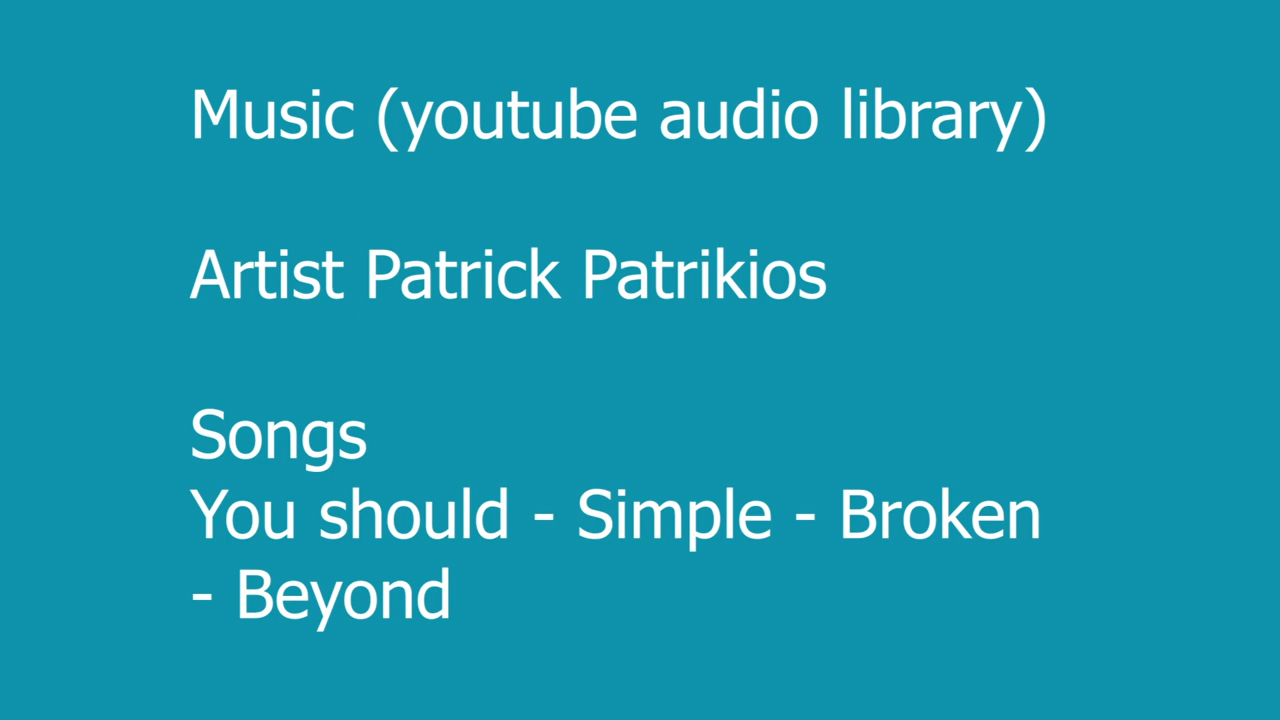 Music (youtube audio library)
Artist Patrick Patrikios
Songs
You should - Simple - Broken
- Beyond